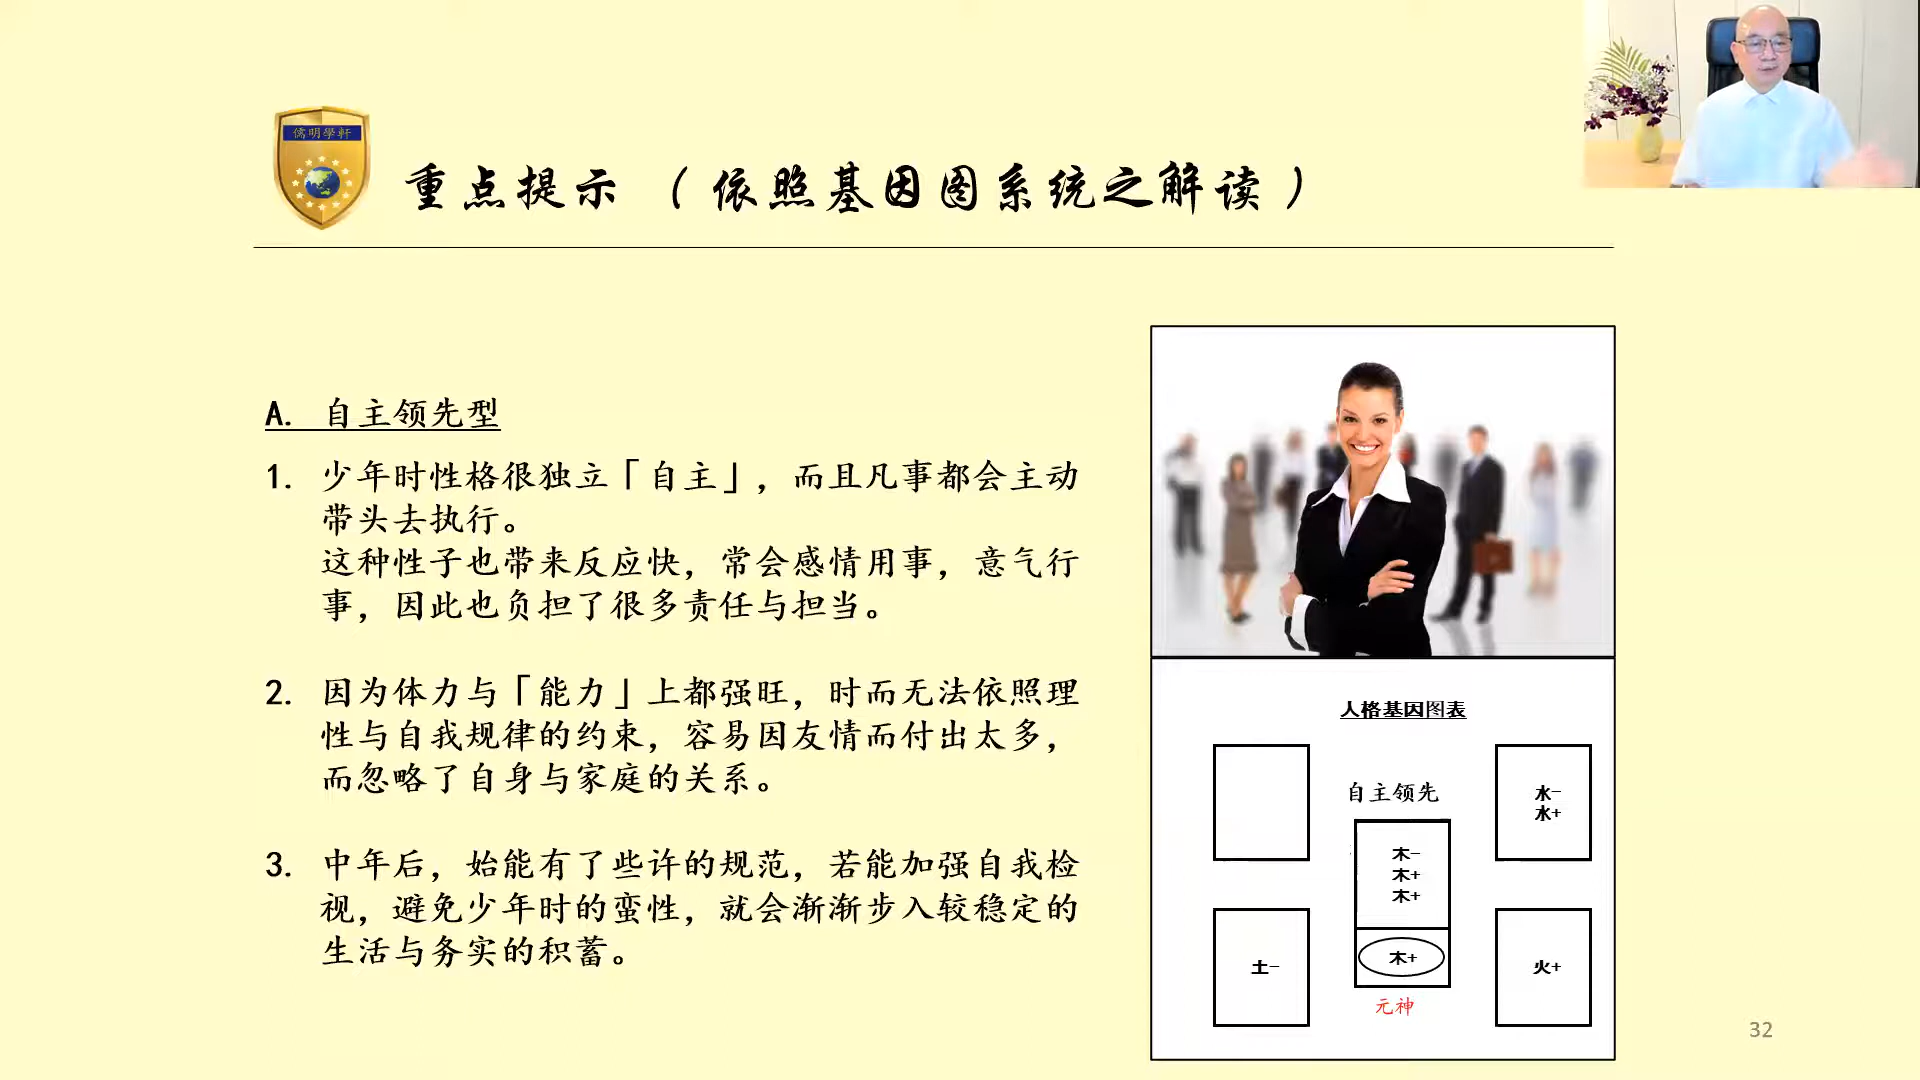 儒明學軒
重点提示 （依照基因图系统之解读）
A. 自主领先型
1. 少年时性格很独立「自主」，而且凡事都会主动
带头去执行。
这种性子也带来反应快，常会感情用事，意气行
事，因此也负担了很多责任与担当。
2. 因为体力与「能力」上都强旺，时而无法依照理
性与自我规律的约束，容易因友情而付出太多，
而忽略了自身与家庭的关系。
3. 中年后，始能有了些许的规范，若能加强自我检
视，避免少年时的蛮性，就会渐渐步入较稳定的
生活与务实的积蓄。
人格基因图表
自主领先
水-
水+
木-
木+
木+
木+
土-
火+
元神
32